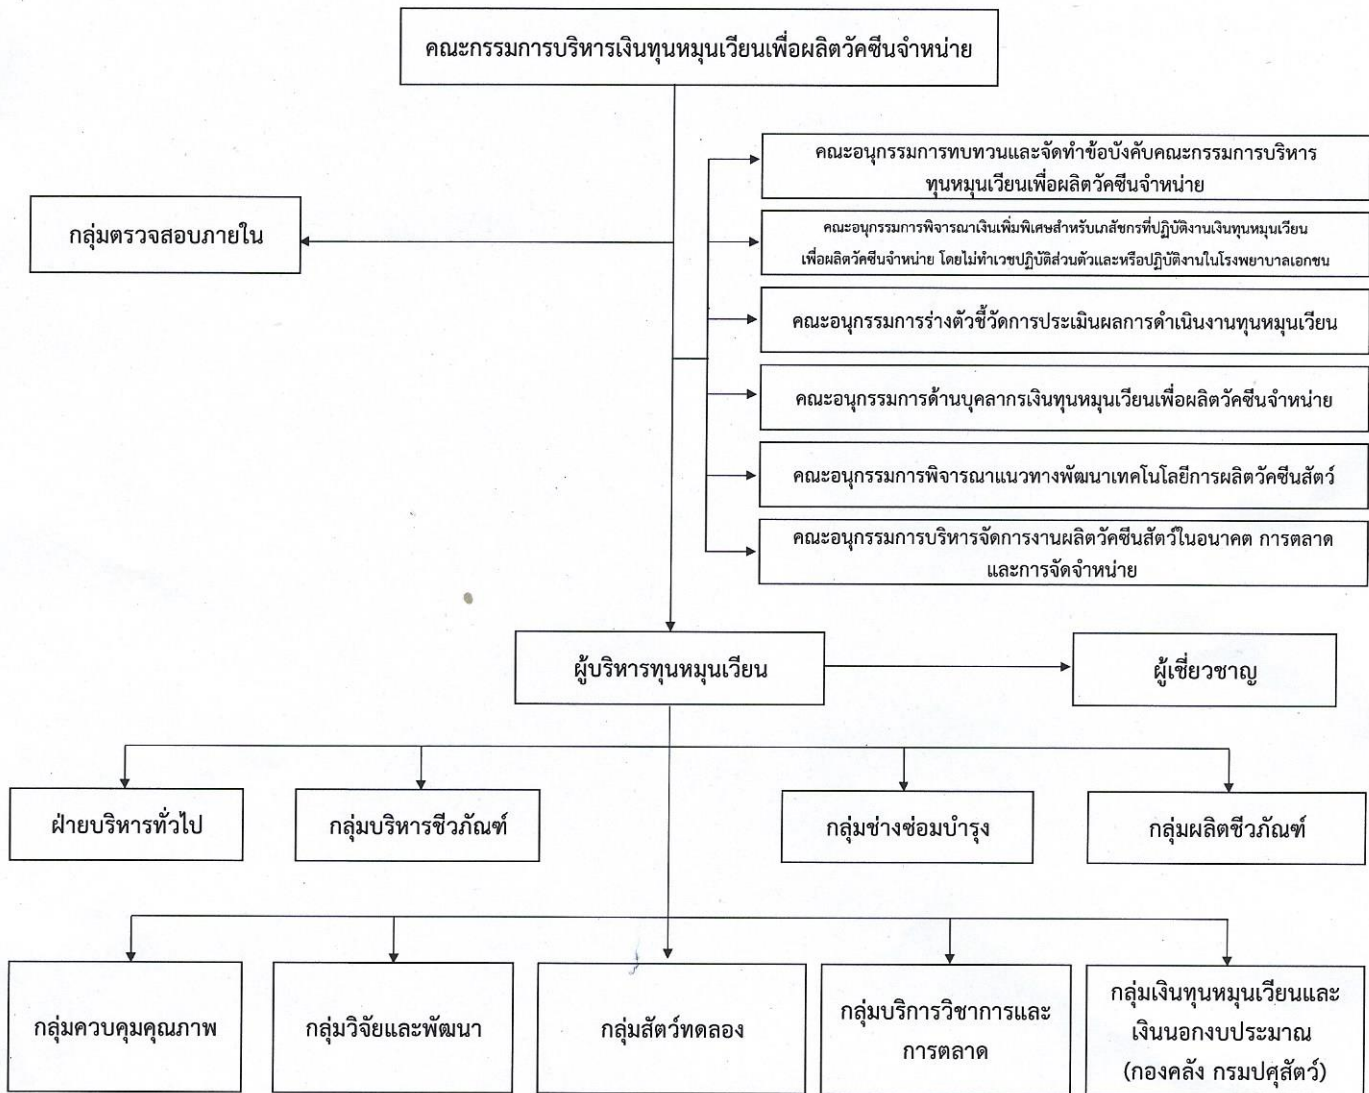 คณะกรรมการบริหารเงินทุนหมุนเวียนเพื่อผลิตวัคซีนจำหน่าย
คณะอนุกรรมการทบทวนและจัดทำข้อบังคับคณะกรรมการบริหาร
ทุนหมุนเวียนเพื่อผลิตวัคซีนจำหน่าย
กลุ่มตรวจสอบภายใน
คณะอนุกรรมการพิจารณาเงินเพิ่มพิเศษสำหรับเภสัชกรที่ปฏิบัติงานเงินทุนหมุนเวียน
เพื่อผลิตวัคซีนจำหน่าย โดยไม่ทำเวชปฏิบัติส่วนตัวและหรือปฏิบัติงานในโรงพยาบาลเอกชน
คณะอนุกรรมการร่างตัวชี้วัดการประเมินผลการดำเนินงานทุนหมุนเวียน
คณะอนุกรรมการด้านบุคลากรเงินทุนหมุนเวียนเพื่อผลิตวัคซีนจำหน่าย
คณะอนุกรรมการพิจารณาแนวทางพัฒนาเทคโนโลยีการผลิตวัคซีนสัตว์
คณะอนุกรรมการบริหารจัดการงานผลิตวัคซีนสัตว์ในอนาคต การตลาด
และการจัดจำหน่าย
ผู้บริหารทุนหมุนเวียน
ผู้เชี่ยวชาญ
ฝ่ายบริหารทั่วไป
กลุ่มบริหารชีวภัณฑ์
กลุ่มช่างซ่อมบำรุง
กลุ่มผลิตชีวภัณฑ์
กลุ่มควบคุมคุณภาพ
กลุ่มวิจัยและพัฒนา
กลุ่มสัตว์ทดลอง
กลุ่มบริการวิชาการและ
การตลาด
กลุ่มเงินทุนหมุนเวียนและ
เงินนอกงบประมาณ
(กองคลัง กรมปศุสัตว์)